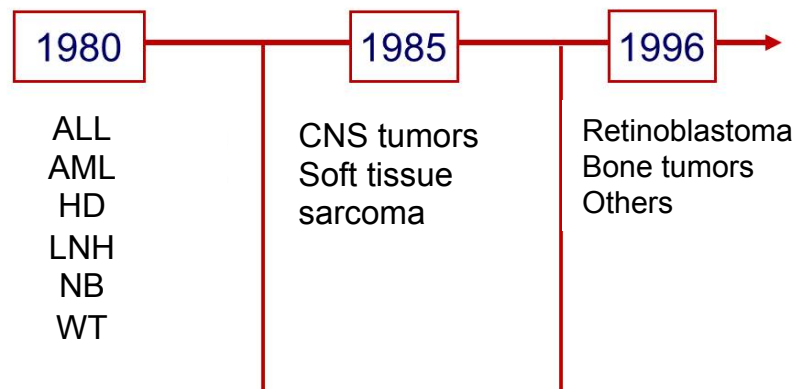 1980
1985
1996
ALL
AML
HD
LNH
NB
WT
CNS tumors
Soft tissue
sarcoma
Retinoblastoma
Bone tumors
Others